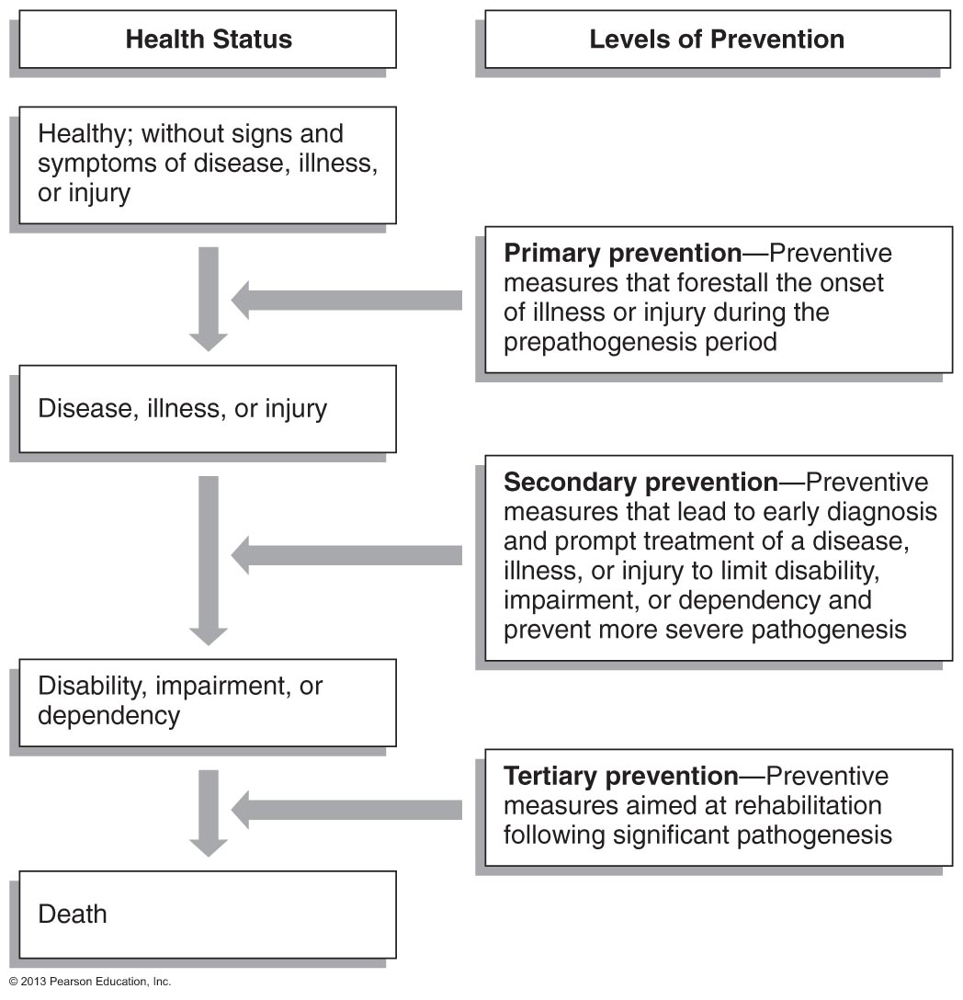 Health Status
Levels of Prevention
Healthy; without signs and
symptoms of disease, illness,
or injury
Primary prevention—Preventive
measures that forestall the onset
of illness or injury during the
prepathogenesis period
Disease, illness, or injury
Secondary prevention—Preventive
measures that lead to early diagnosis
and prompt treatment of a disease,
illness, or injury to limit disability,
impairment, or dependency and
prevent more severe pathogenesis
Disability, impairment, or
dependency
Tertiary prevention—Preventive
measures aimed at rehabilitation
following significant pathogenesis
Death
© 2013 Pearson Education, Inc.